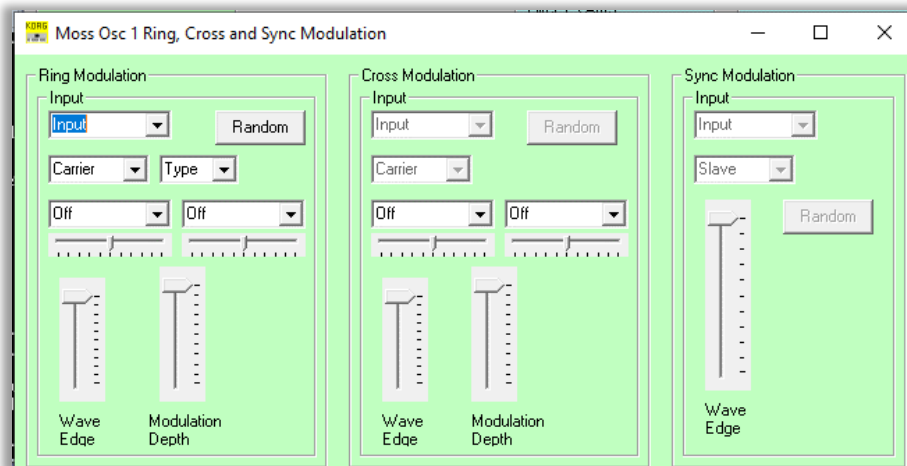 KORG
Moss Osc 1 Ring, Cross and Sync Modulation
Ring Modulation
Input
Input
Random
Carrier
Type
Off
Off
Wave
Edge
Modulation
Depth
Cross Modulation
Input
Input
Random
Carrier
Off
Off
Wave
Edge
Modulation
Depth
Sync Modulation
Input
Input
Slave
Random
Wave
Edge